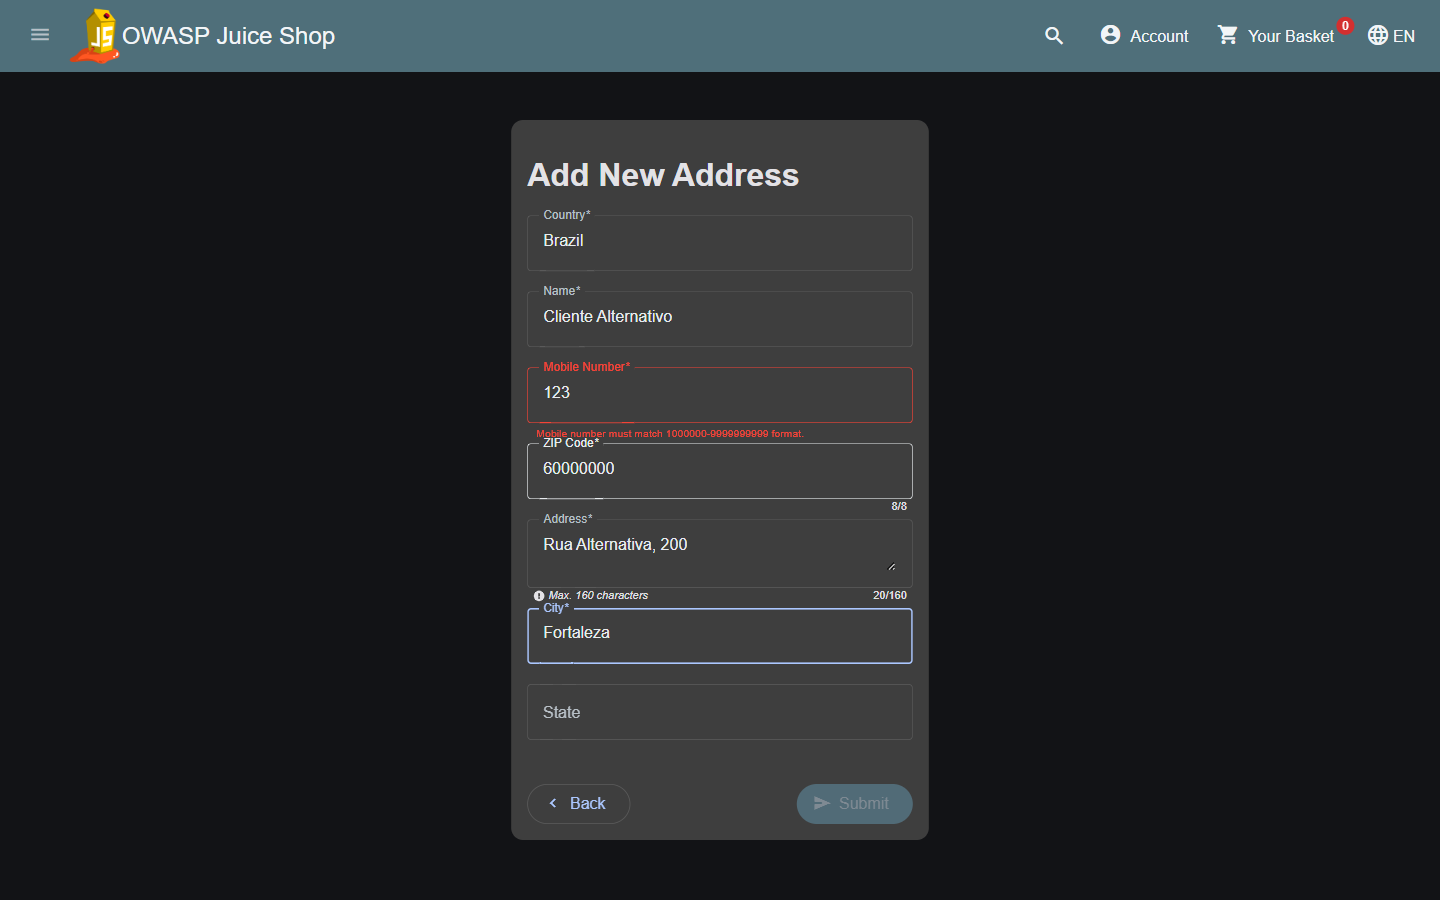 JS OWASP Juice Shop
Account
Your Basket 0
EN
Add New Address
Country*
Brazil
Name*
Cliente Alternativo
Mobile Number*
123
Mobile number must match 1000000-9999999999 format.
ZIP Code*
60000000
8/8
Address*
Rua Alternativa, 200
Max. 160 characters 20/160
City*
Fortaleza
State
Back Submit